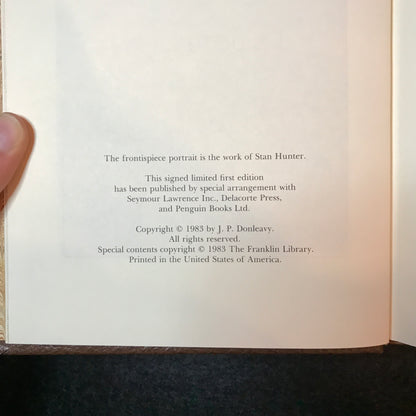 The frontispiece portrait is the work of Stan Hunter.
This signed limited first edition
has been published by special arrangement with
Seymour Lawrence Inc., Delacorte Press,
and Penguin Books Ltd.
Copyright © 1983 by J. P. Donleavy.
All rights reserved.
Special contents copyright © 1983 The Franklin Library.
Printed in the United States of America.